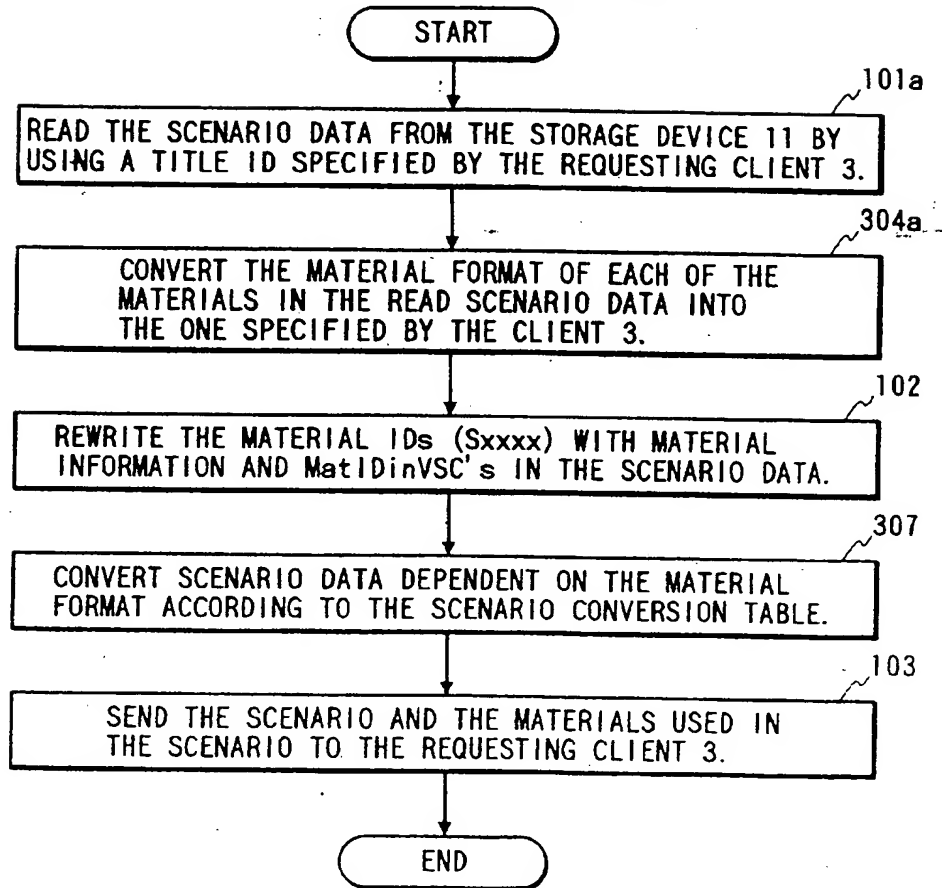 START
101a
READ THE SCENARIO DATA FROM THE STORAGE DEVICE 11 BY
USING A TITLE ID SPECIFIED BY THE REQUESTING CLIENT 3.
304a
CONVERT THE MATERIAL FORMAT OF EACH OF THE
MATERIALS IN THE READ SCENARIO DATA INTO
THE ONE SPECIFIED BY THE CLIENT 3.
102
REWRITE THE MATERIAL IDs (Sxxxx) WITH MATERIAL
INFORMATION AND MatIDinVSC's IN THE SCENARIO DATA.
307
CONVERT SCENARIO DATA DEPENDENT ON THE MATERIAL
FORMAT ACCORDING TO THE SCENARIO CONVERSION TABLE.
103
SEND THE SCENARIO AND THE MATERIALS USED IN
THE SCENARIO TO THE REQUESTING CLIENT 3.
END